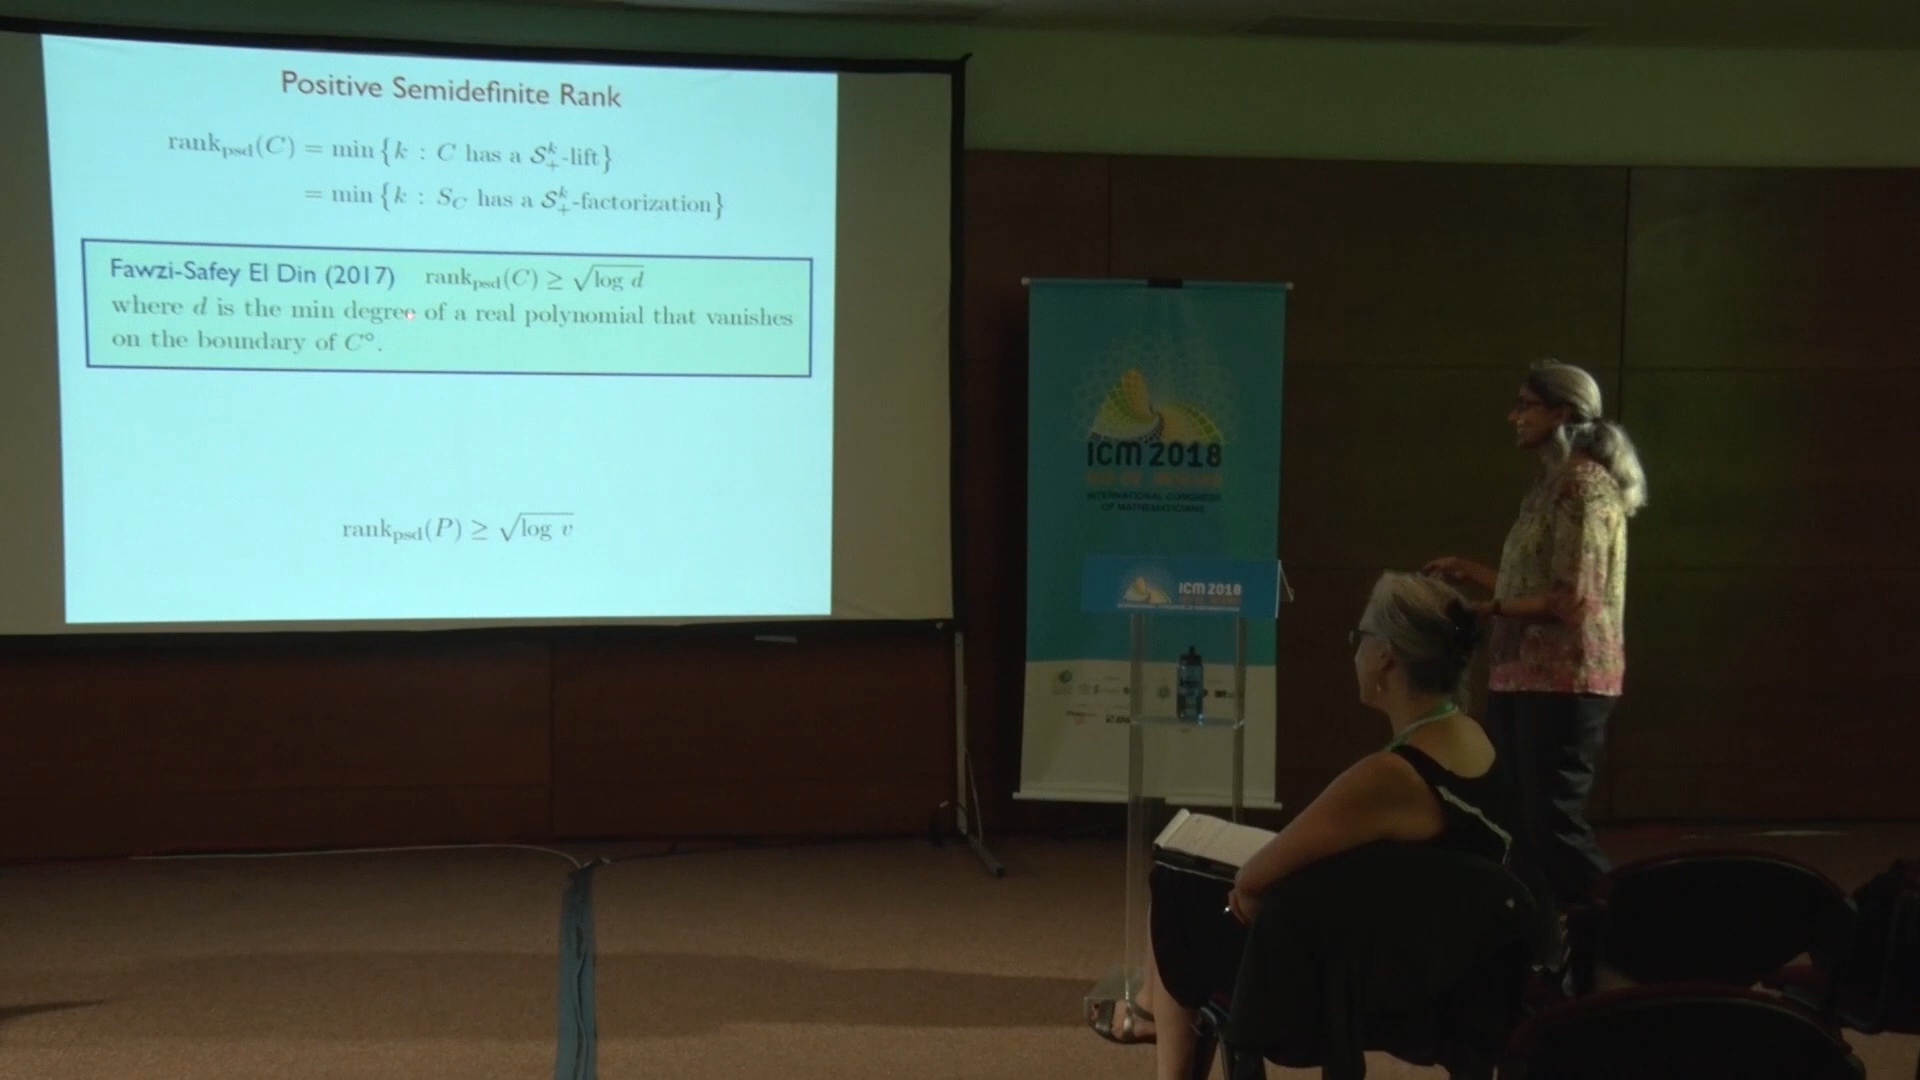 Positive Semidefinite Rank
rank_psd(C) = min {k : C has a S_+^k-lift}
= min {k : S_C has a S_+^k-factorization}
Fawzi-Safey El Din (2017) rank_psd(C) ≥ √log d
where d is the min degree of a real polynomial that vanishes
on the boundary of C°.
rank_psd(P) ≥ √log v
ICM 2018
INTERNATIONAL CONGRESS
OF MATHEMATICIANS
ICM 2018